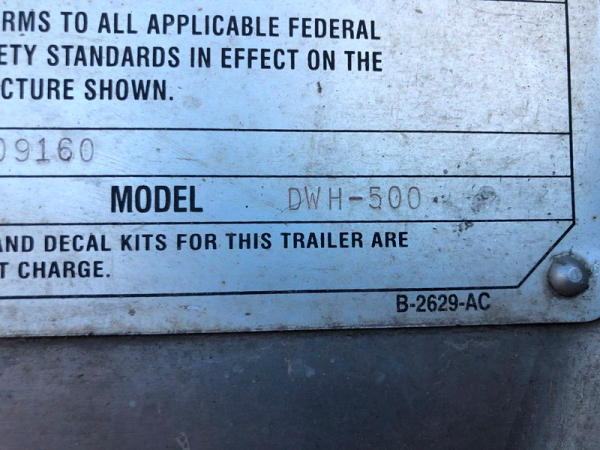 RMS TO ALL APPLICABLE FEDERAL
ETY STANDARDS IN EFFECT ON THE
CTURE SHOWN.
09160
MODEL DWH-500
AND DECAL KITS FOR THIS TRAILER ARE
T CHARGE.
B-2629-AC